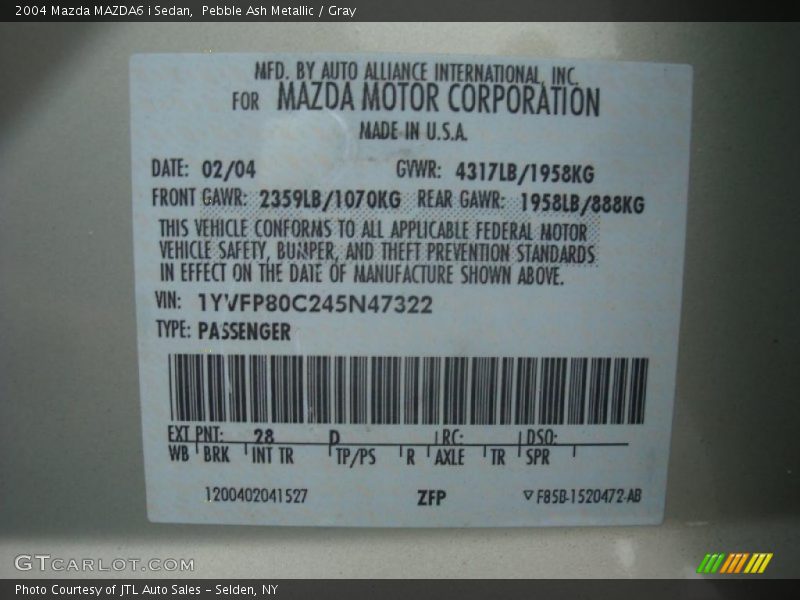 2004 Mazda MAZDA6 i Sedan, Pebble Ash Metallic / Gray
MFD. BY AUTO ALLIANCE INTERNATIONAL, INC.
FOR MAZDA MOTOR CORPORATION
MADE IN U.S.A.
DATE: 02/04 GVWR: 4317LB/1958KG
FRONT GAWR: 2359LB/1070KG REAR GAWR: 1958LB/888KG
THIS VEHICLE CONFORMS TO ALL APPLICABLE FEDERAL MOTOR
VEHICLE SAFETY, BUMPER, AND THEFT PREVENTION STANDARDS
IN EFFECT ON THE DATE OF MANUFACTURE SHOWN ABOVE.
VIN: 1YVFP80C245N47322
TYPE: PASSENGER
EXT PNT: 28 D RC: DSO:
WB BRK INT TR TP/PS R AXLE TR SPR
1200402041527 ZFP F85B-1520472-AB
GTCARLOT.COM
Photo Courtesy of JTL Auto Sales - Selden, NY